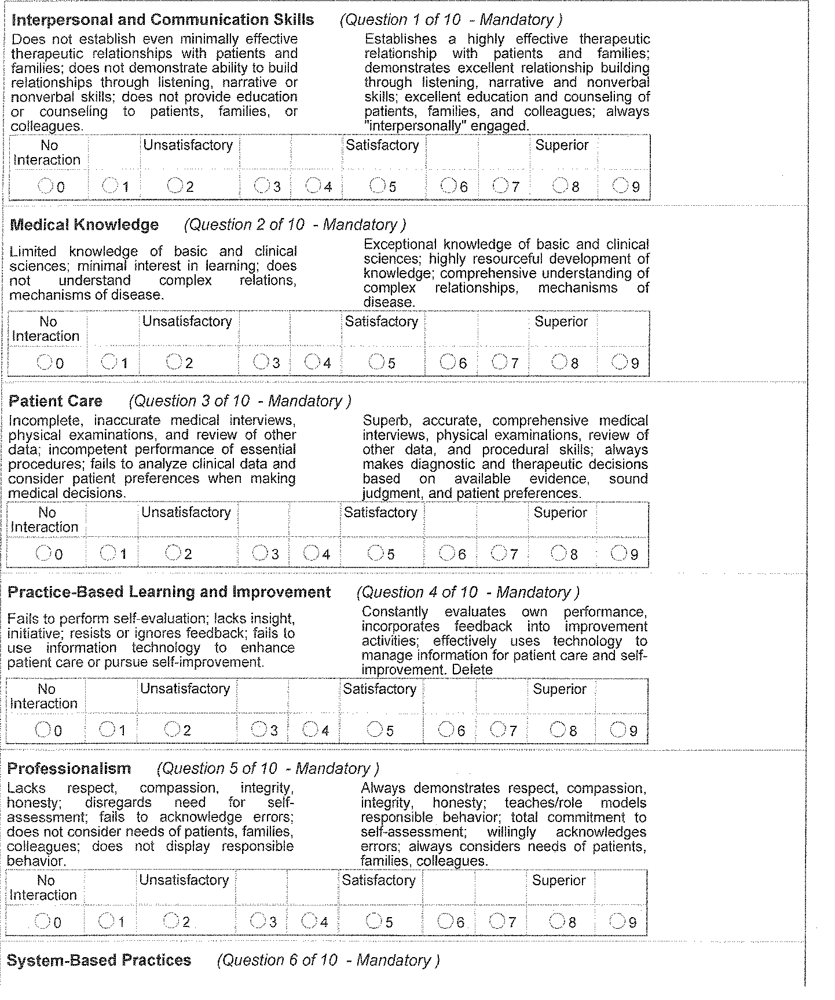 Interpersonal and Communication Skills (Question 1 of 10 - Mandatory )
Does not establish even minimally effective
therapeutic relationships with patients and
families; does not demonstrate ability to build
relationships through listening, narrative or
nonverbal skills; does not provide education
or counseling to patients, families, or
colleagues.
Establishes a highly effective therapeutic
relationship with patients and families;
demonstrates excellent relationship building
through listening, narrative and nonverbal
skills; excellent education and counseling of
patients, families, and colleagues; always
"interpersonally" engaged.
No Unsatisfactory Satisfactory Superior
Interaction
0 1 2 3 4 5 6 7 8 9
Medical Knowledge (Question 2 of 10 - Mandatory )
Limited knowledge of basic and clinical
sciences; minimal interest in learning; does
not understand complex relations,
mechanisms of disease.
Exceptional knowledge of basic and clinical
sciences; highly resourceful development of
knowledge; comprehensive understanding of
complex relationships, mechanisms of
disease.
No Unsatisfactory Satisfactory Superior
Interaction
0 1 2 3 4 5 6 7 8 9
Patient Care (Question 3 of 10 - Mandatory )
Incomplete, inaccurate medical interviews,
physical examinations, and review of other
data; incompetent performance of essential
procedures; fails to analyze clinical data and
consider patient preferences when making
medical decisions.
Superb, accurate, comprehensive medical
interviews, physical examinations, review of
other data, and procedural skills; always
makes diagnostic and therapeutic decisions
based on available evidence, sound
judgment, and patient preferences.
No Unsatisfactory Satisfactory Superior
Interaction
0 1 2 3 4 5 6 7 8 9
Practice-Based Learning and Improvement (Question 4 of 10 - Mandatory )
Fails to perform self-evaluation; lacks insight,
initiative; resists or ignores feedback; fails to
use information technology to enhance
patient care or pursue self-improvement.
Constantly evaluates own performance,
incorporates feedback into improvement
activities; effectively uses technology to
manage information for patient care and self-
improvement. Delete
No Unsatisfactory Satisfactory Superior
Interaction
0 1 2 3 4 5 6 7 8 9
Professionalism (Question 5 of 10 - Mandatory )
Lacks respect, compassion, integrity,
honesty; disregards need for self-
assessment; fails to acknowledge errors;
does not consider needs of patients, families,
colleagues; does not display responsible
behavior.
Always demonstrates respect, compassion,
integrity, honesty; teaches/role models
responsible behavior; total commitment to
self-assessment; willingly acknowledges
errors; always considers needs of patients,
families, colleagues.
No Unsatisfactory Satisfactory Superior
Interaction
0 1 2 3 4 5 6 7 8 9
System-Based Practices (Question 6 of 10 - Mandatory )